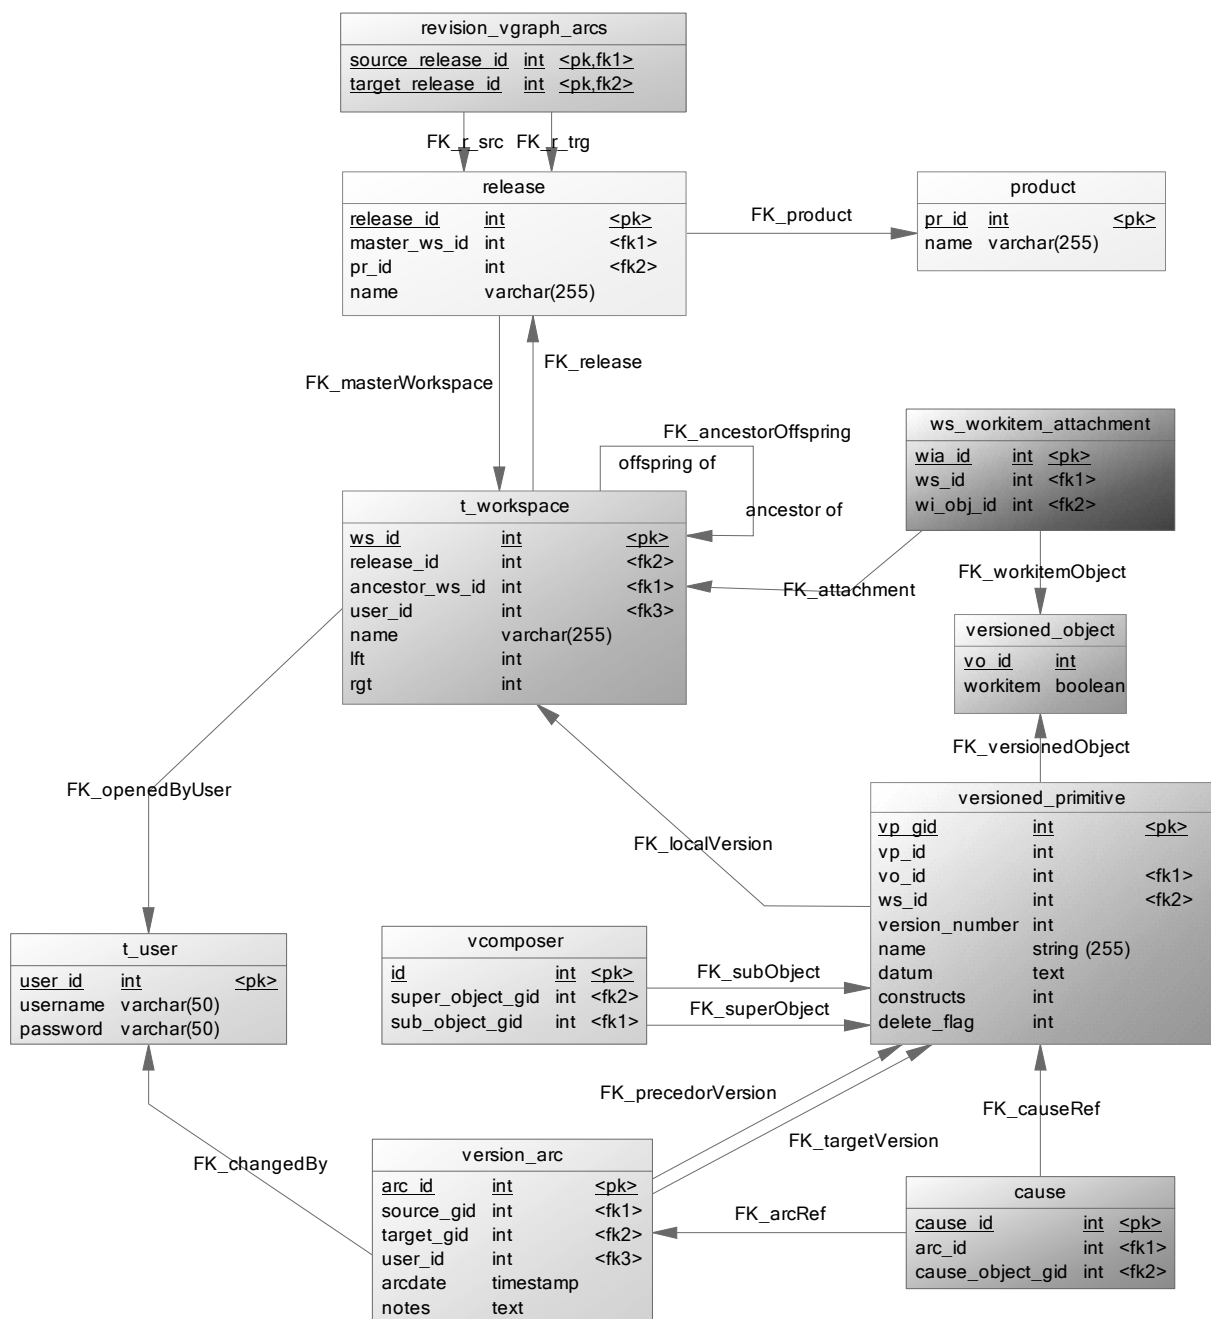 revision_vgraph_arcs
source_release_id int <pk,fk1>
target_release_id int <pk,fk2>
FK_r_src FK_r_trg
release
release_id int <pk>
master_ws_id int <fk1>
pr_id int <fk2>
name varchar(255)
FK_product
product
pr_id int <pk>
name varchar(255)
FK_masterWorkspace
FK_release
FK_ancestorOffspring
offspring of
ancestor of
t_workspace
ws_id int <pk>
release_id int <fk2>
ancestor_ws_id int <fk1>
user_id int <fk3>
name varchar(255)
lft int
rgt int
ws_workitem_attachment
wia_id int <pk>
ws_id int <fk1>
wi_obj_id int <fk2>
FK_attachment
FK_workitemObject
versioned_object
vo_id int
workitem boolean
FK_versionedObject
FK_openedByUser
FK_localVersion
versioned_primitive
vp_gid int <pk>
vp_id int
vo_id int <fk1>
ws_id int <fk2>
version_number int
name string (255)
datum text
constructs int
delete_flag int
t_user
user_id int <pk>
username varchar(50)
password varchar(50)
vcomposer
id int <pk>
super_object_gid int <fk2>
sub_object_gid int <fk1>
FK_subObject
FK_superObject
FK_precedorVersion
FK_targetVersion
FK_causeRef
FK_changedBy
version_arc
arc_id int <pk>
source_gid int <fk1>
target_gid int <fk2>
user_id int <fk3>
arcdate timestamp
notes text
FK_arcRef
cause
cause_id int <pk>
arc_id int <fk1>
cause_object_gid int <fk2>